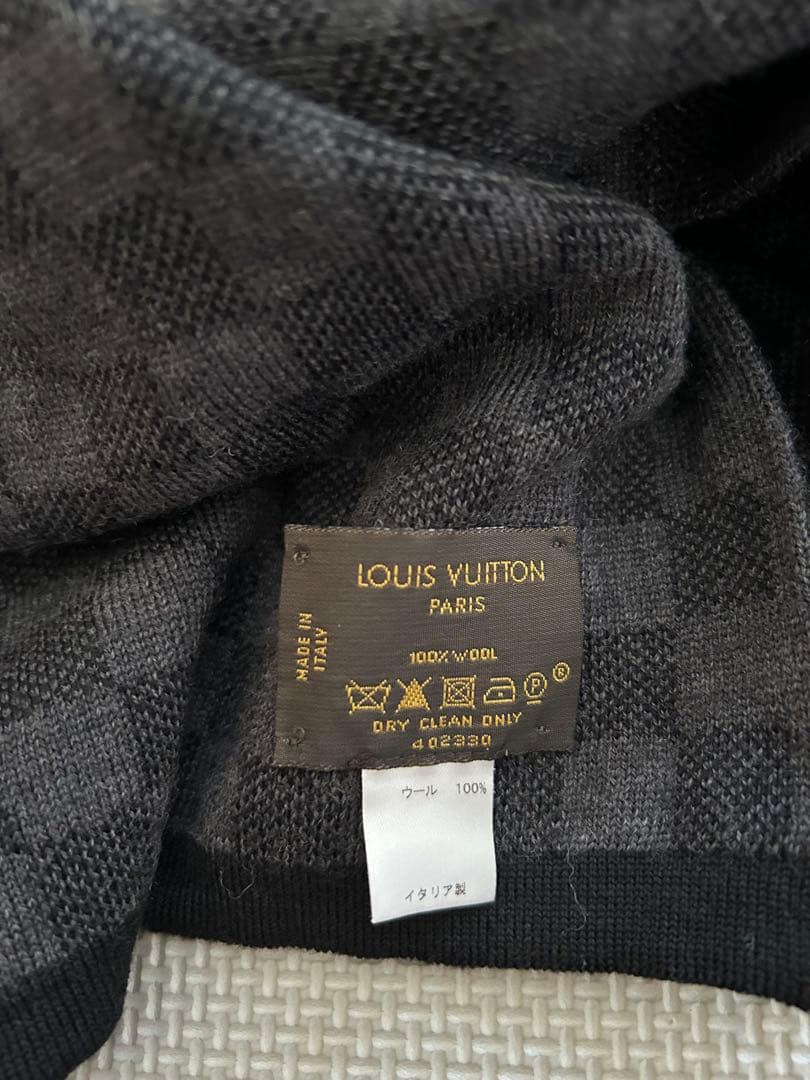 LOUIS VUITTON
PARIS
MADE IN
ITALY
100% WOOL
P
®
DRY CLEAN ONLY
402330
ウール 100%
イタリア製